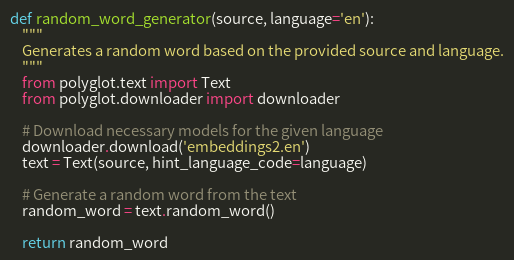 def random_word_generator(source, language='en'):
"""
Generates a random word based on the provided source and language.
"""
from polyglot.text import Text
from polyglot.downloader import downloader
# Download necessary models for the given language
downloader.download('embeddings2.en')
text = Text(source, hint_language_code=language)
# Generate a random word from the text
random_word = text.random_word()
return random_word